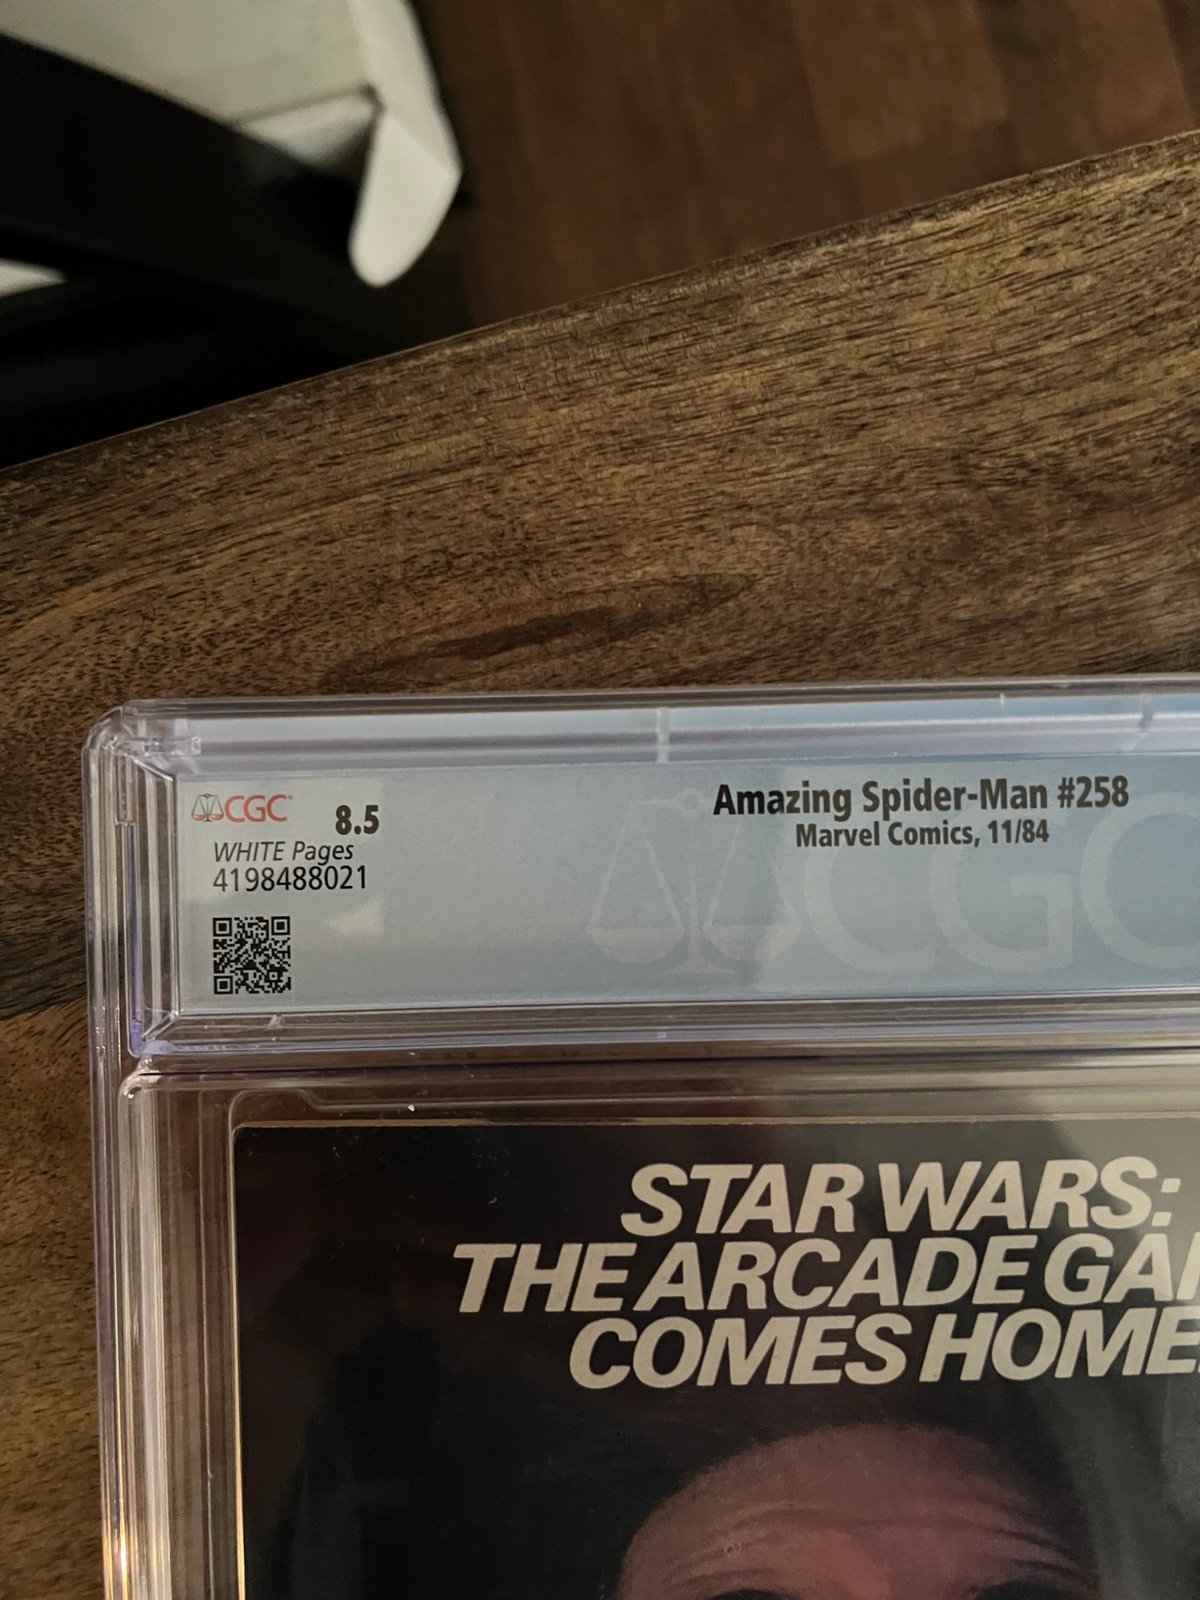 CGC 8.5
WHITE Pages
4198488021
Amazing Spider-Man #258
Marvel Comics, 11/84
CGC
STAR WARS:
THE ARCADE GA
COMES HOME